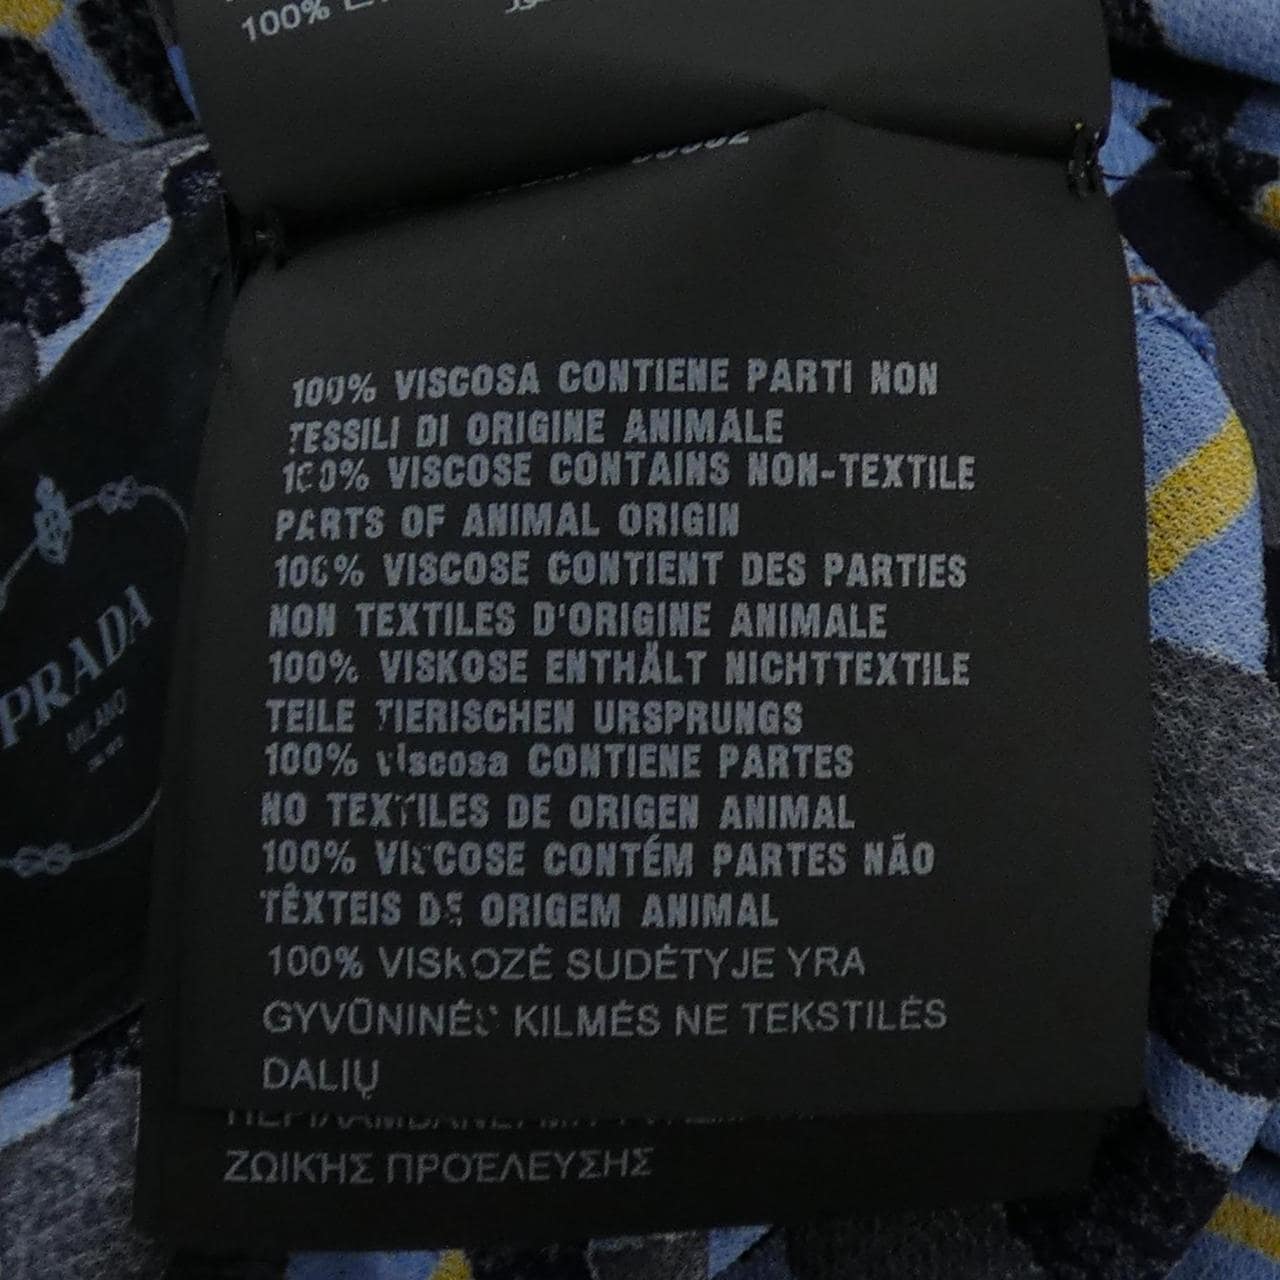 100%
100% VISCOSA CONTIENE PARTI NON
TESSILI DI ORIGINE ANIMALE
100% VISCOSE CONTAINS NON-TEXTILE
PARTS OF ANIMAL ORIGIN
100% VISCOSE CONTIENT DES PARTIES
NON TEXTILES D'ORIGINE ANIMALE
100% VISKOSE ENTHÄLT NICHTTEXTILE
TEILE TIERISCHEN URSPRUNGS
100% viscosa CONTIENE PARTES
NO TEXTILES DE ORIGEN ANIMAL
100% VISCOSE CONTÉM PARTES NÃO
TÊXTEIS DE ORIGEM ANIMAL
100% VISKOZĖ SUDĖTYJE YRA
GYVŪNINĖS KILMĖS NE TEKSTILĖS
DALIŲ
ΖΩΙΚΉΣ ΠΡΟΈΛΕΥΣΗΣ
PRADA
MILANO